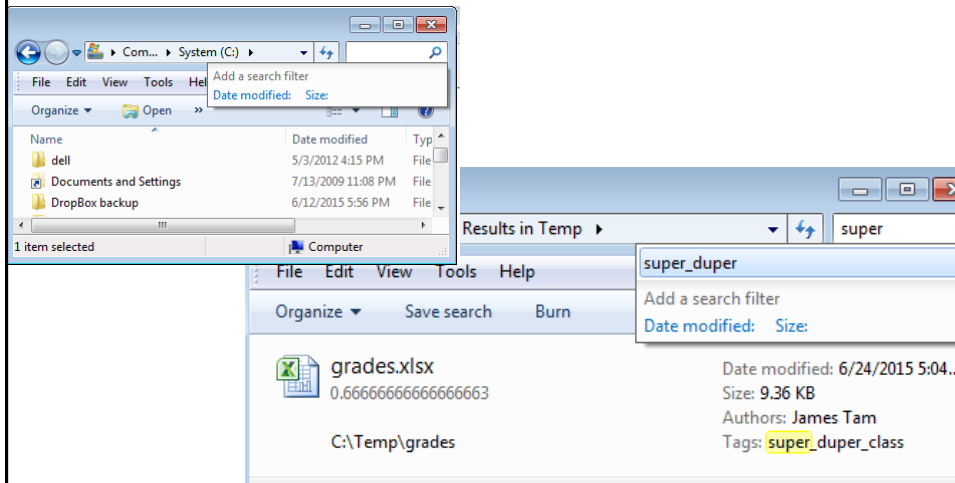 Com... System (C:)
Add a search filter
Date modified: Size:
File Edit View Tools Hel
Organize Open »
Name Date modified Typ
dell 5/3/2012 4:15 PM File
Documents and Settings 7/13/2009 11:08 PM File
DropBox backup 6/12/2015 5:56 PM File
1 item selected Computer
Results in Temp super
super_duper
File Edit View Tools Help
Add a search filter
Date modified: Size:
Organize Save search Burn
grades.xlsx
0.66666666666666663
C:\Temp\grades
Date modified: 6/24/2015 5:04...
Size: 9.36 KB
Authors: James Tam
Tags: super_duper_class